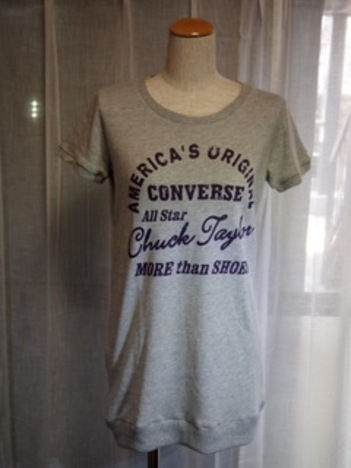 AMERICA'S ORIGINAL
CONVERSE
All Star
Chuck Taylor
MORE than SHOES